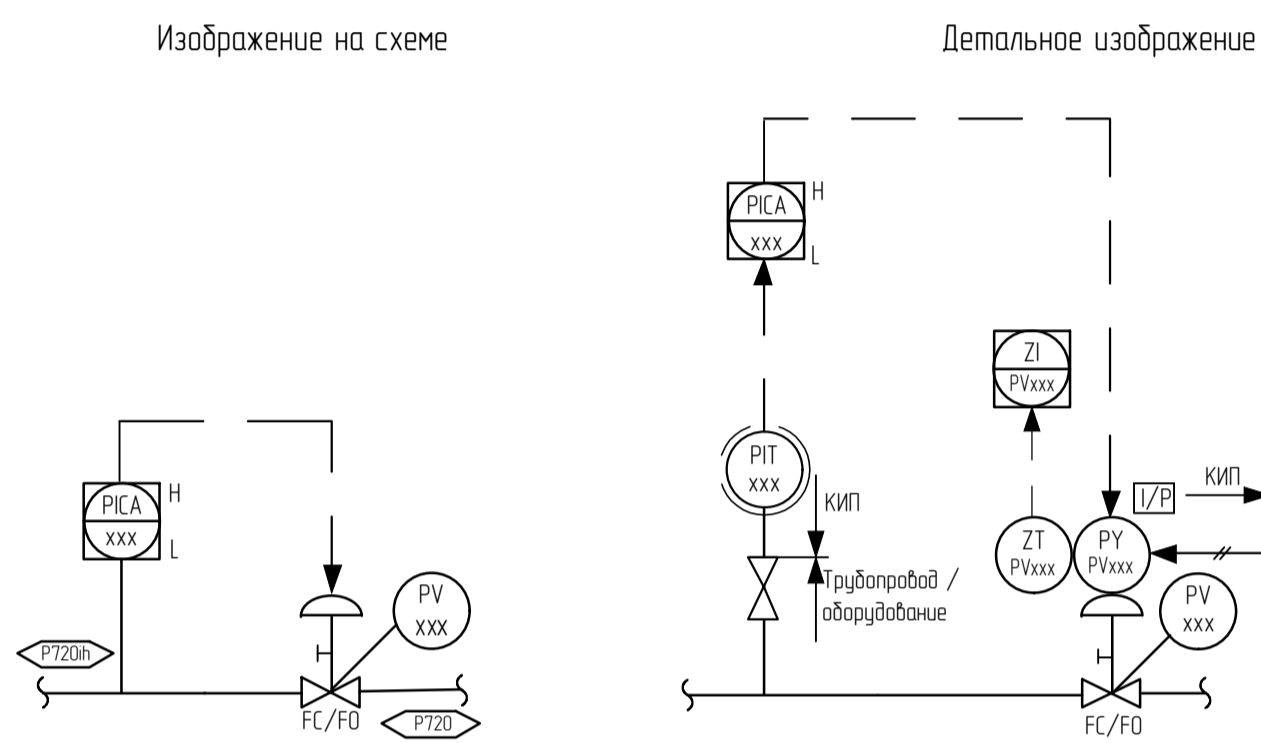 Изображение на схеме
PICA
xxx
H
L
PV
xxx
P720ih
FC/FO
P720
Детальное изображение
PICA
xxx
H
L
ZI
PVxxx
PIT
xxx
КИП
Трубопровод /
оборудование
I/P
КИП
ZT
PVxxx
PY
PVxxx
PV
xxx
FC/FO